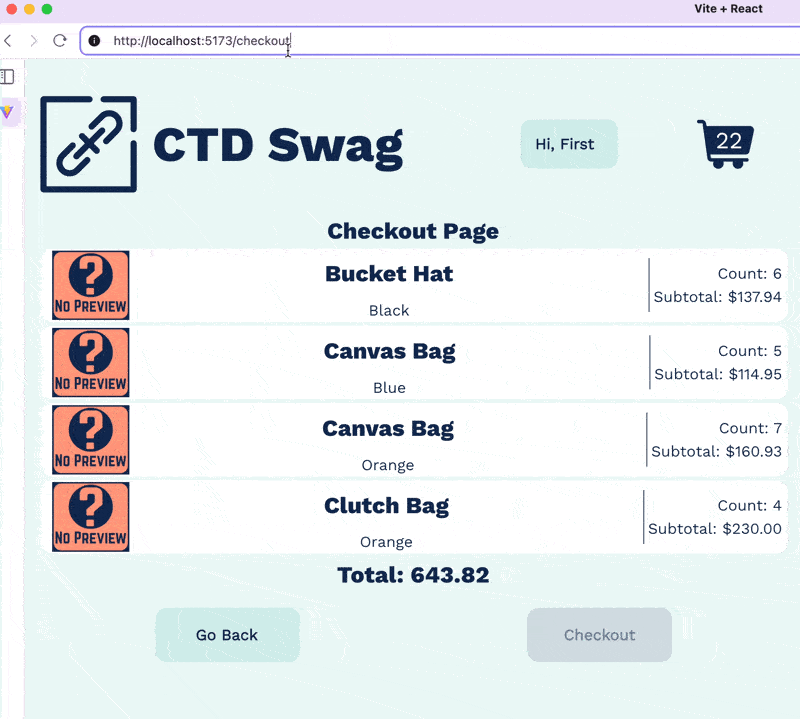 Vite + React
http://localhost:5173/checkout
CTD Swag
Hi, First
22
Checkout Page
?
No Preview
Bucket Hat
Black
Count: 6
Subtotal: $137.94
?
No Preview
Canvas Bag
Blue
Count: 5
Subtotal: $114.95
?
No Preview
Canvas Bag
Orange
Count: 7
Subtotal: $160.93
?
No Preview
Clutch Bag
Orange
Count: 4
Subtotal: $230.00
Total: 643.82
Go Back
Checkout